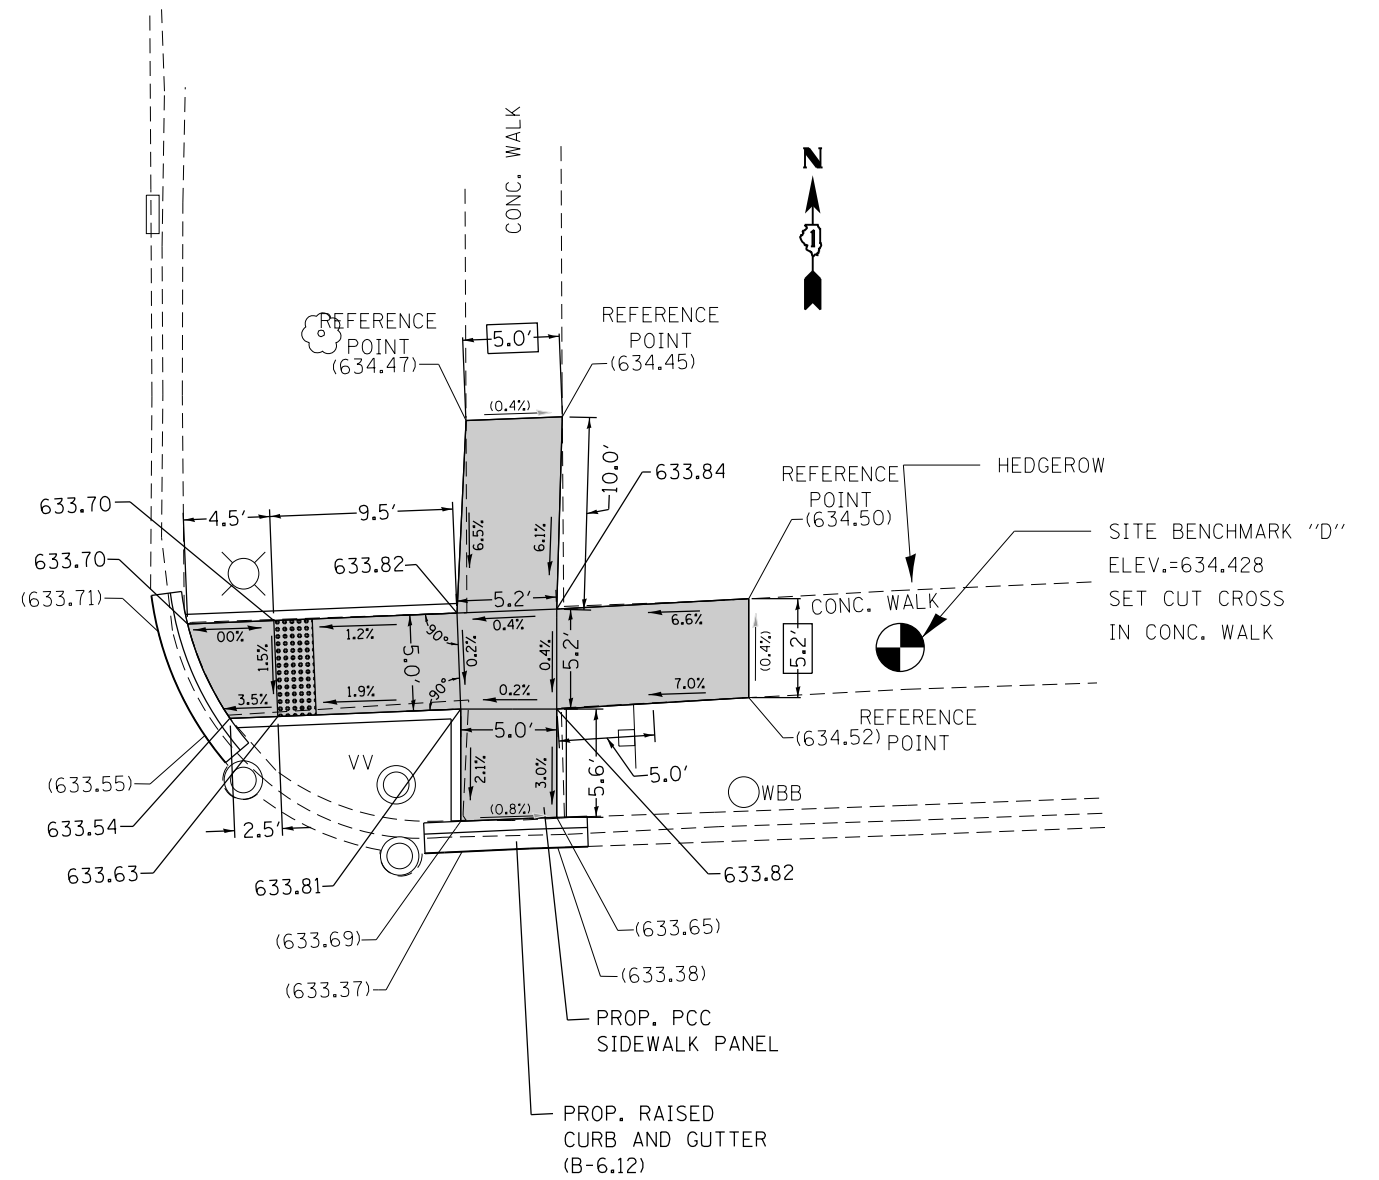 CONC. WALK
N
1
REFERENCE
POINT
(634.47)
5.0'
REFERENCE
POINT
(634.45)
(0.4%)
10.0'
633.84
REFERENCE
POINT
(634.50)
HEDGEROW
SITE BENCHMARK "D"
ELEV.=634.428
SET CUT CROSS
IN CONC. WALK
633.70
4.5'
9.5'
6.5%
6.1%
633.70
633.82
(633.71)
5.2'
CONC. WALK
00%
1.2%
90°
0.4%
6.6%
1.5%
5.0'
0.2%
0.4%
5.2'
(0.4%)
5.2'
3.5%
1.9%
90°
0.2%
7.0%
REFERENCE
POINT
(634.52)
5.0'
VV
2.1%
3.0%
5.6'
5.0'
WBB
(633.55)
(0.8%)
633.54
2.5'
633.63
633.81
633.82
(633.69)
(633.65)
(633.37)
(633.38)
PROP. PCC
SIDEWALK PANEL
PROP. RAISED
CURB AND GUTTER
(B-6.12)